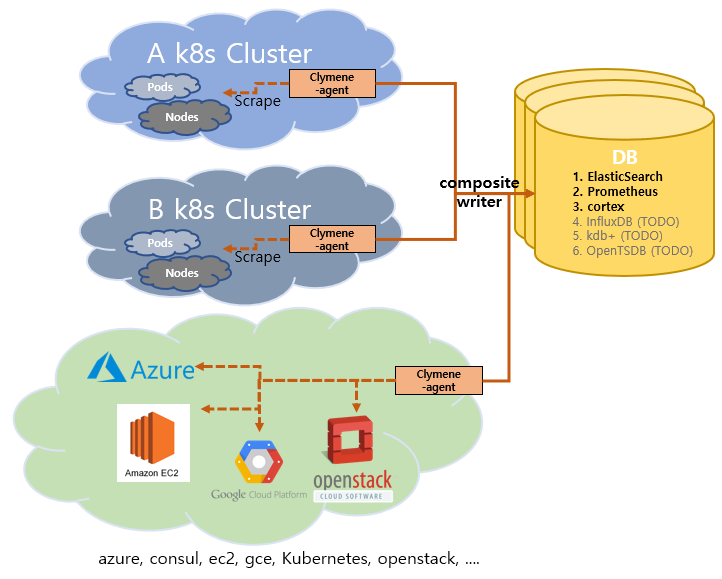 A k8s Cluster
Pods
Nodes
Scrape
Clymene
-agent
B k8s Cluster
Pods
Nodes
Scrape
Clymene
-agent
composite
writer
DB
1. ElasticSearch
2. Prometheus
3. cortex
4. InfluxDB (TODO)
5. kdb+ (TODO)
6. OpenTSDB (TODO)
Azure
Clymene
-agent
Amazon EC2
Google Cloud Platform
openstack
CLOUD SOFTWARE
azure, consul, ec2, gce, Kubernetes, openstack, ....